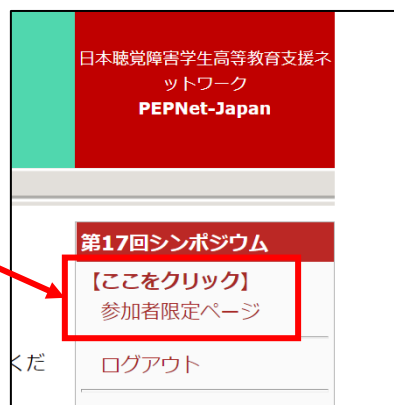 日本聴覚障害学生高等教育支援ネ
ットワーク
PEPNet-Japan
第17回シンポジウム
【ここをクリック】
参加者限定ページ
くだ
ログアウト